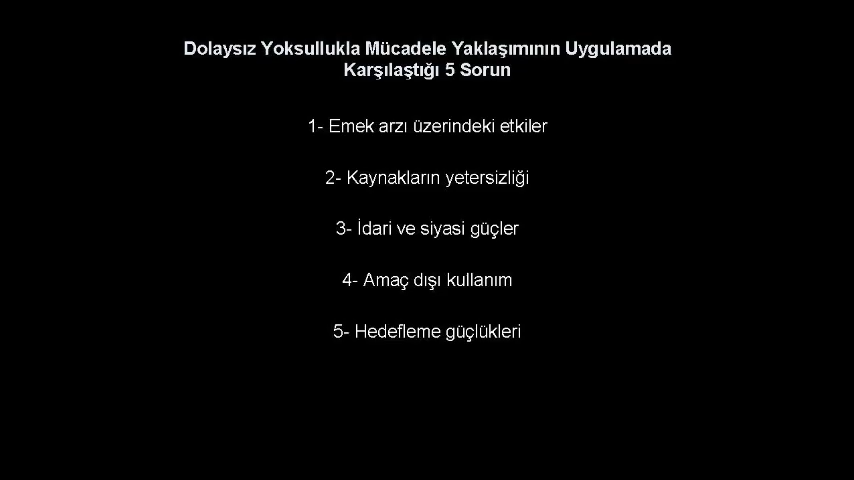 Dolaysız Yoksullukla Mücadele Yaklaşımının Uygulamada
Karşılaştığı 5 Sorun
1- Emek arzı üzerindeki etkiler
2- Kaynakların yetersizliği
3- İdari ve siyasi güçler
4- Amaç dışı kullanım
5- Hedefleme güçlükleri